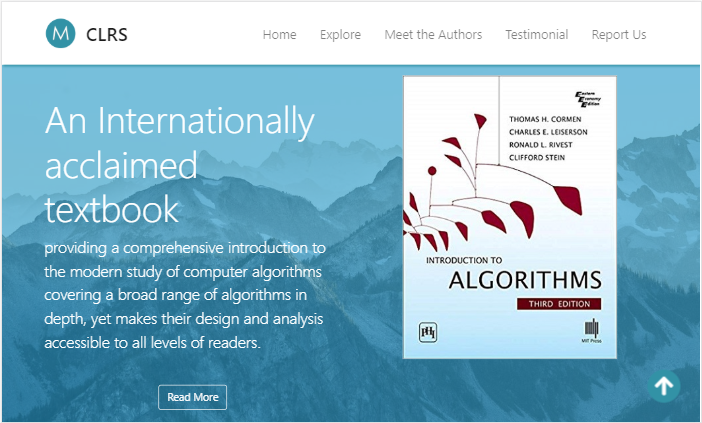 M CLRS Home Explore Meet the Authors Testimonial Report Us
An Internationally
acclaimed
textbook
providing a comprehensive introduction to
the modern study of computer algorithms
covering a broad range of algorithms in
depth, yet makes their design and analysis
accessible to all levels of readers.
Read More
Eastern
Economy
Edition
THOMAS H. CORMEN
CHARLES E. LEISERSON
RONALD L. RIVEST
CLIFFORD STEIN
INTRODUCTION TO
ALGORITHMS
THIRD EDITION
PHI
MIT Press